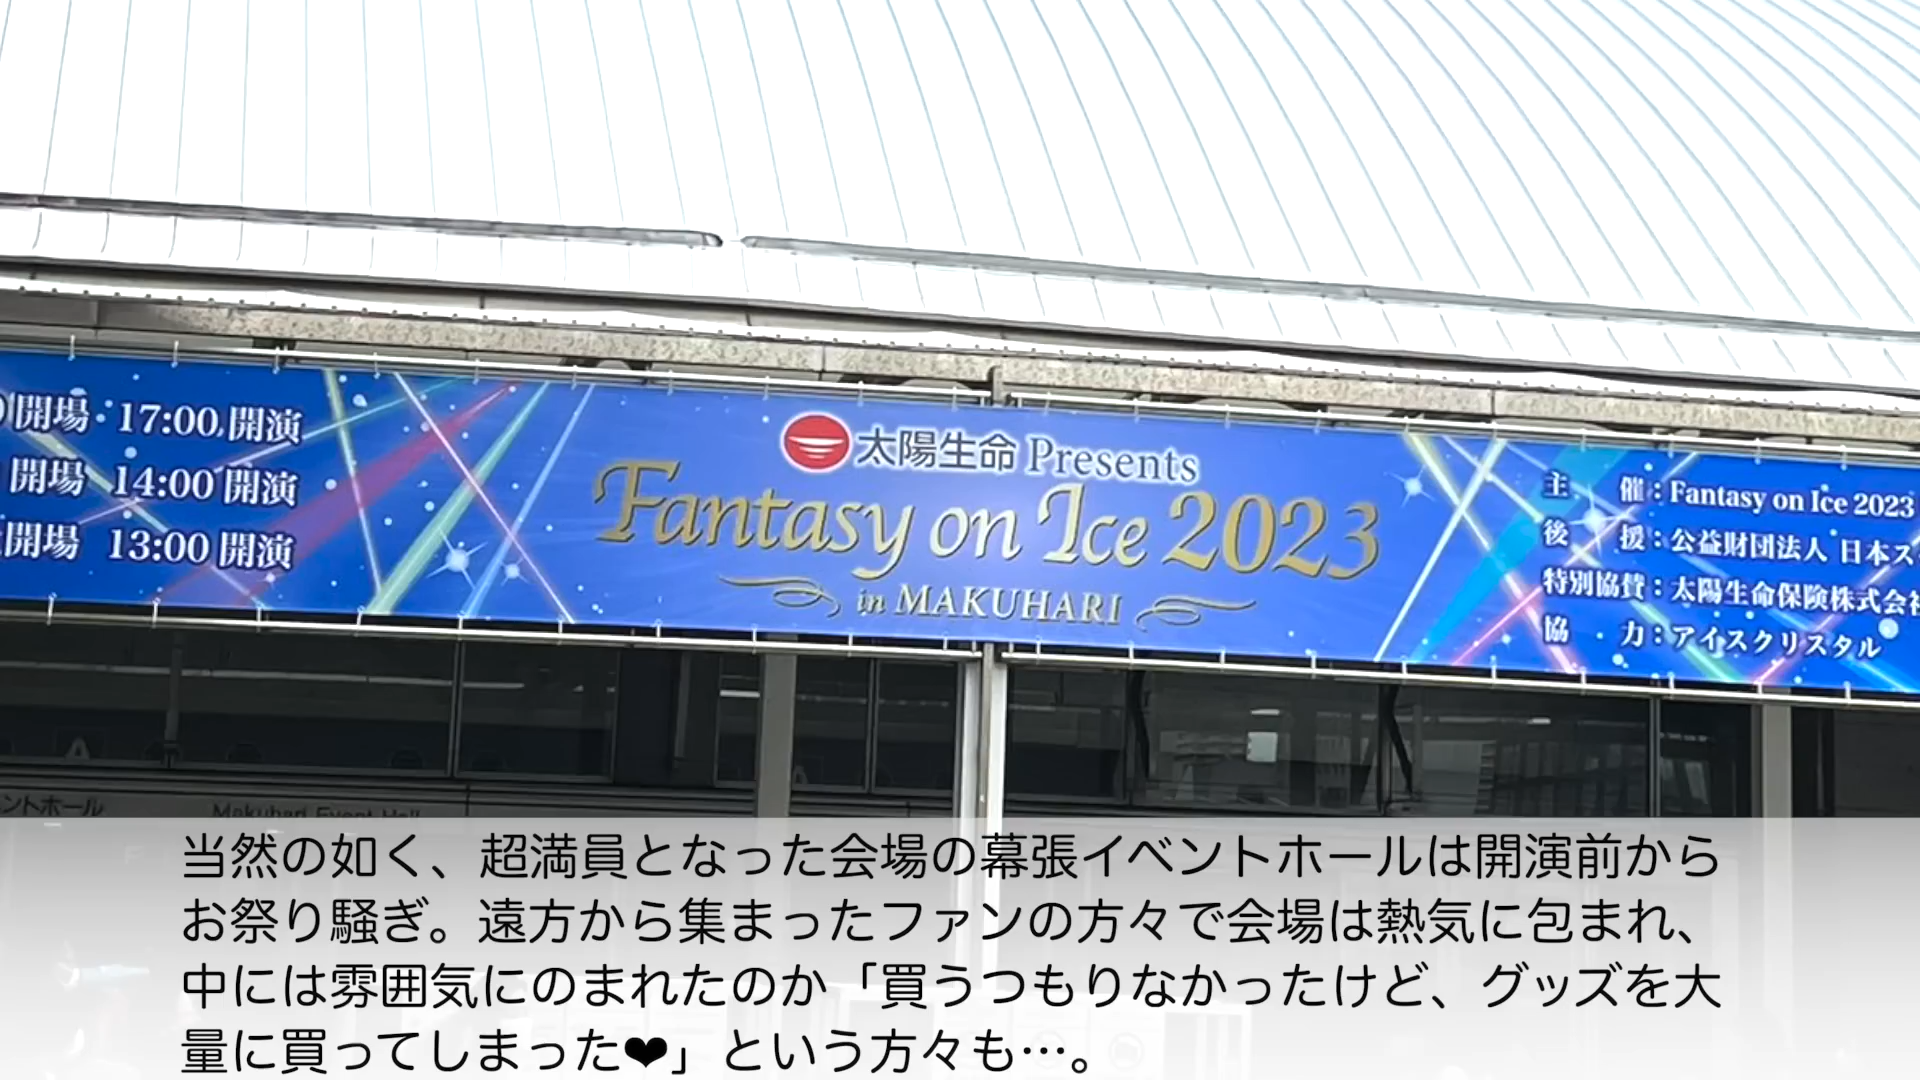 開場 17:00 開演
開場 14:00 開演
開場 13:00 開演
太陽生命 Presents
Fantasy on Ice 2023
in MAKUHARI
主 催：Fantasy on Ice 2023
後 援：公益財団法人 日本ス
特別協賛：太陽生命保険株式会社
協 力：アイスクリスタル
A
A
ントホール
Makuhari Event Hall
当然の如く、超満員となった会場の幕張イベントホールは開演前から
お祭り騒ぎ。遠方から集まったファンの方々で会場は熱気に包まれ、
中には雰囲気にのまれたのか「買うつもりなかったけど、グッズを大
量に買ってしまった❤」という方々も…。